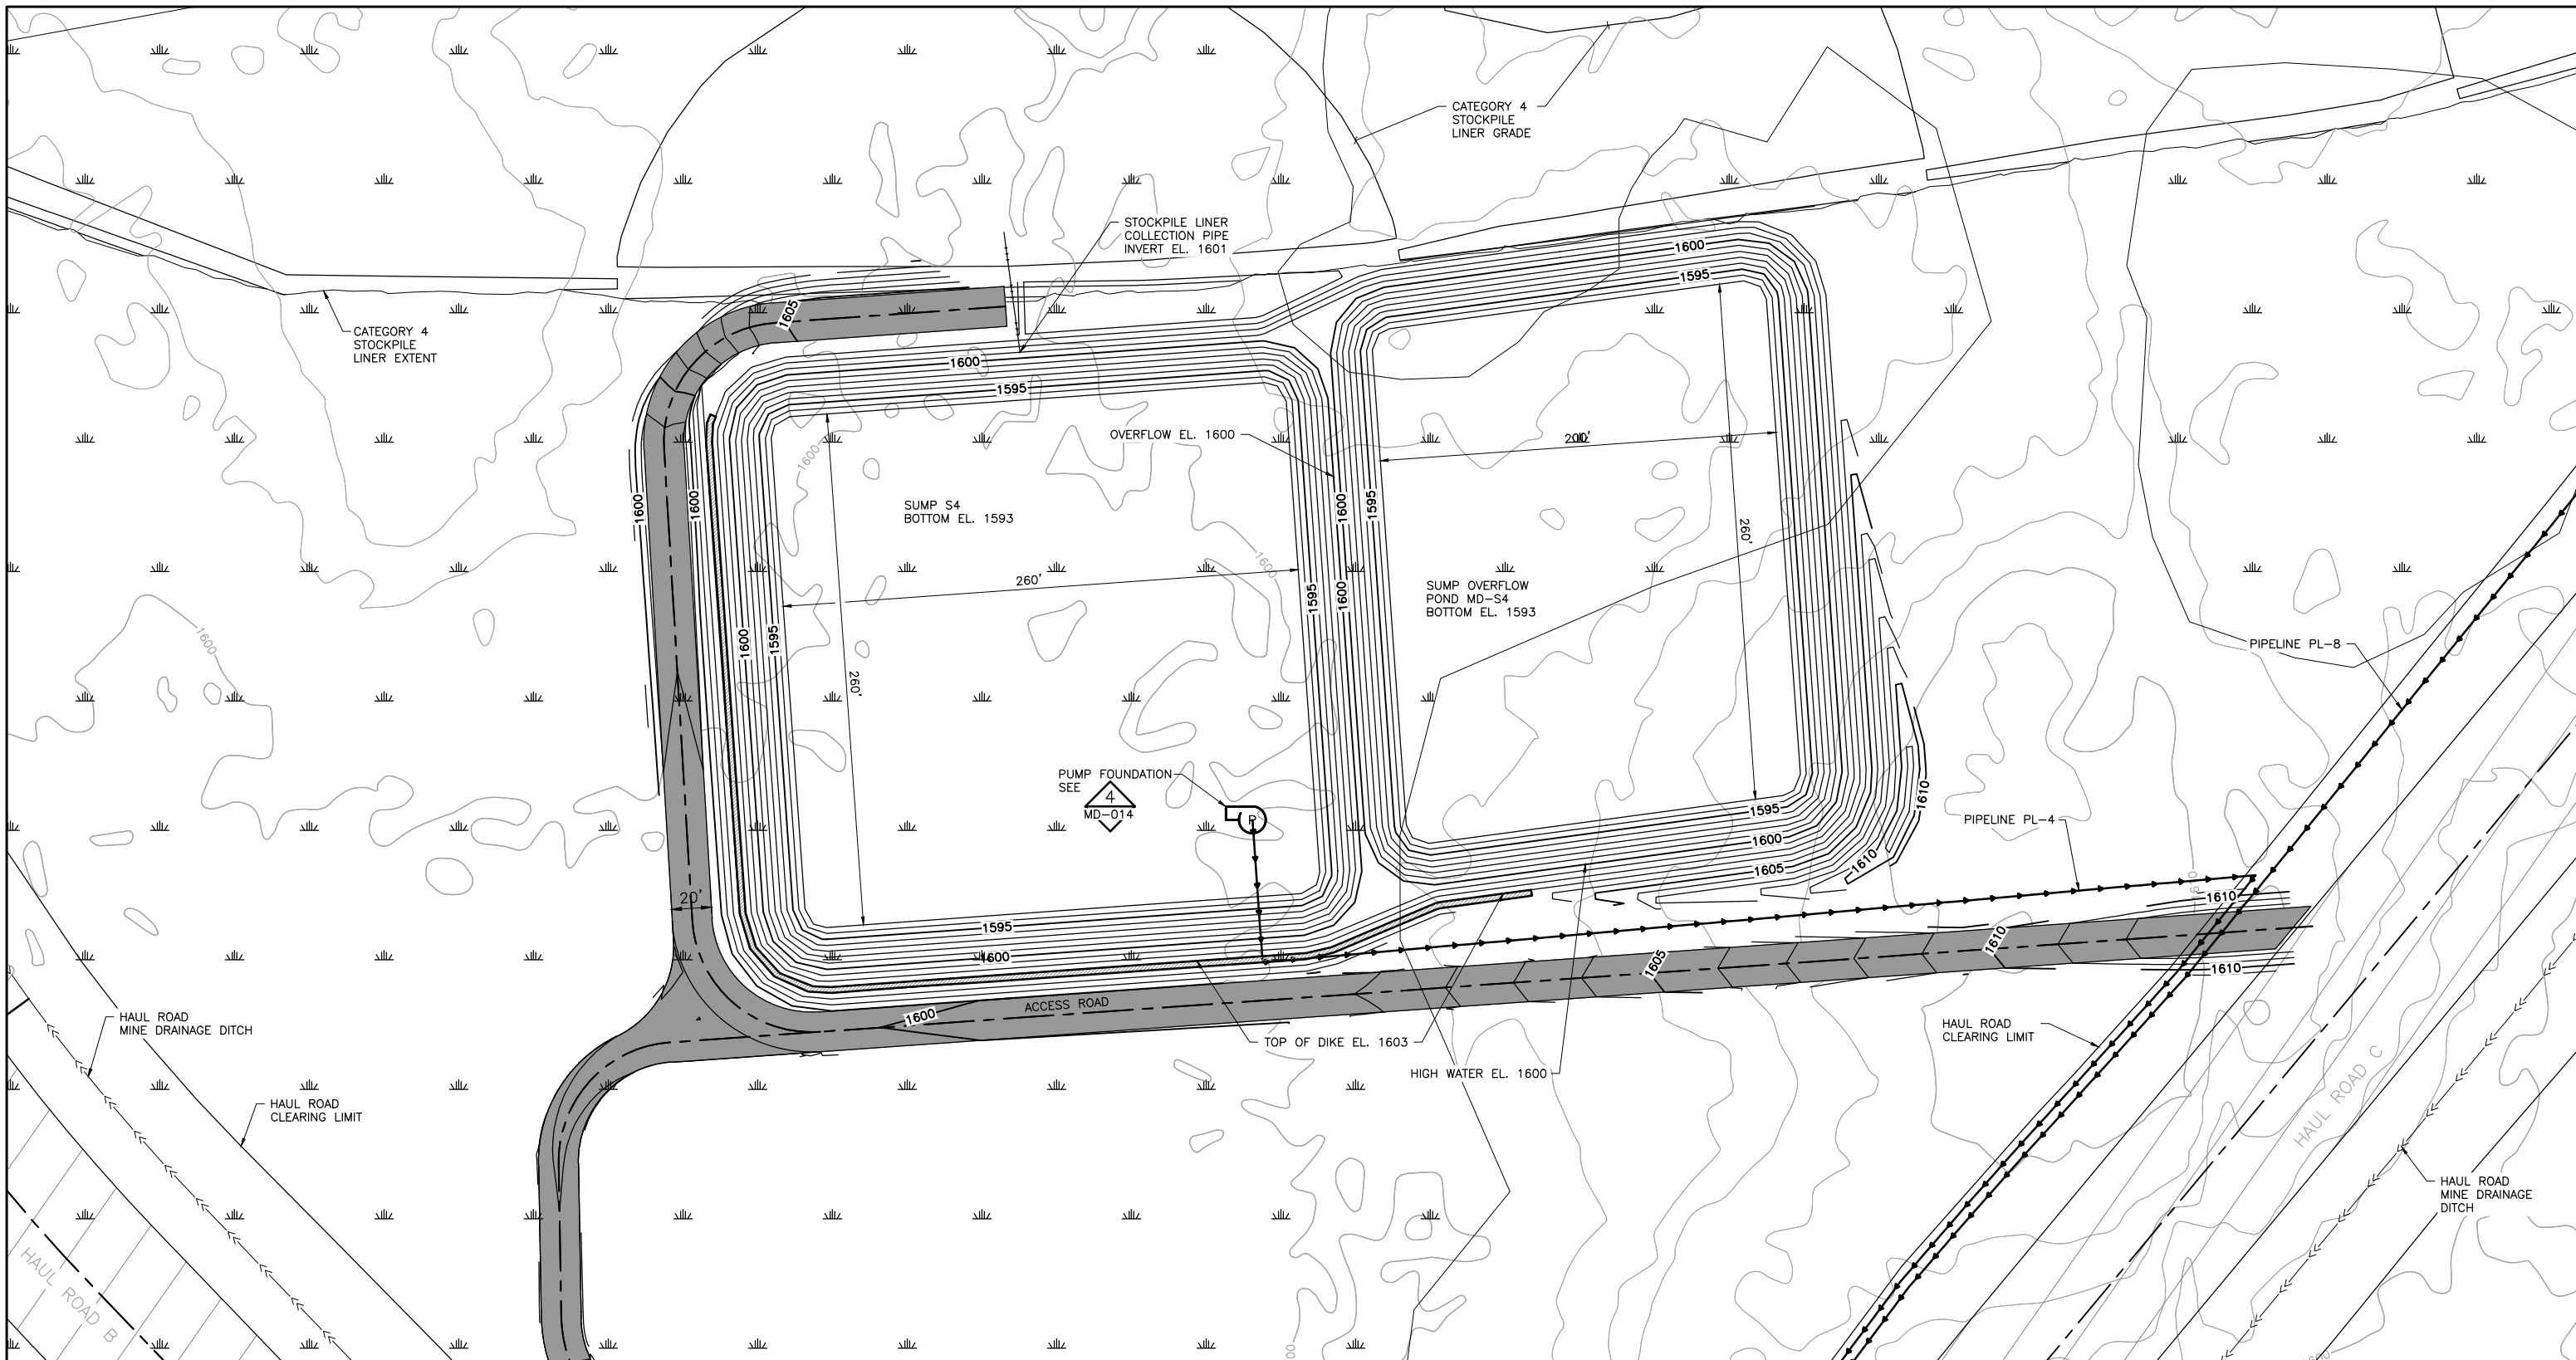 CATEGORY 4
STOCKPILE
LINER GRADE
STOCKPILE LINER
COLLECTION PIPE
INVERT EL. 1601
1600
1595
1605
CATEGORY 4
STOCKPILE
LINER EXTENT
1600
1595
OVERFLOW EL. 1600
200'
1600
1600
1600
1600
1595
SUMP S4
BOTTOM EL. 1593
260'
1600
260'
1595
1600
SUMP OVERFLOW
POND MD-S4
BOTTOM EL. 1593
1600
1600
1595
260'
PIPELINE PL-8
PUMP FOUNDATION
SEE
4
MD-014
P
1595
1600
1605
1610
1610
PIPELINE PL-4
20'
1595
1600
1610
1610
1610
1610
1605
ACCESS ROAD
1600
HAUL ROAD
MINE DRAINAGE DITCH
TOP OF DIKE EL. 1603
HIGH WATER EL. 1600
HAUL ROAD
CLEARING LIMIT
HAUL ROAD
CLEARING LIMIT
HAUL ROAD C
HAUL ROAD
MINE DRAINAGE
DITCH
HAUL ROAD B